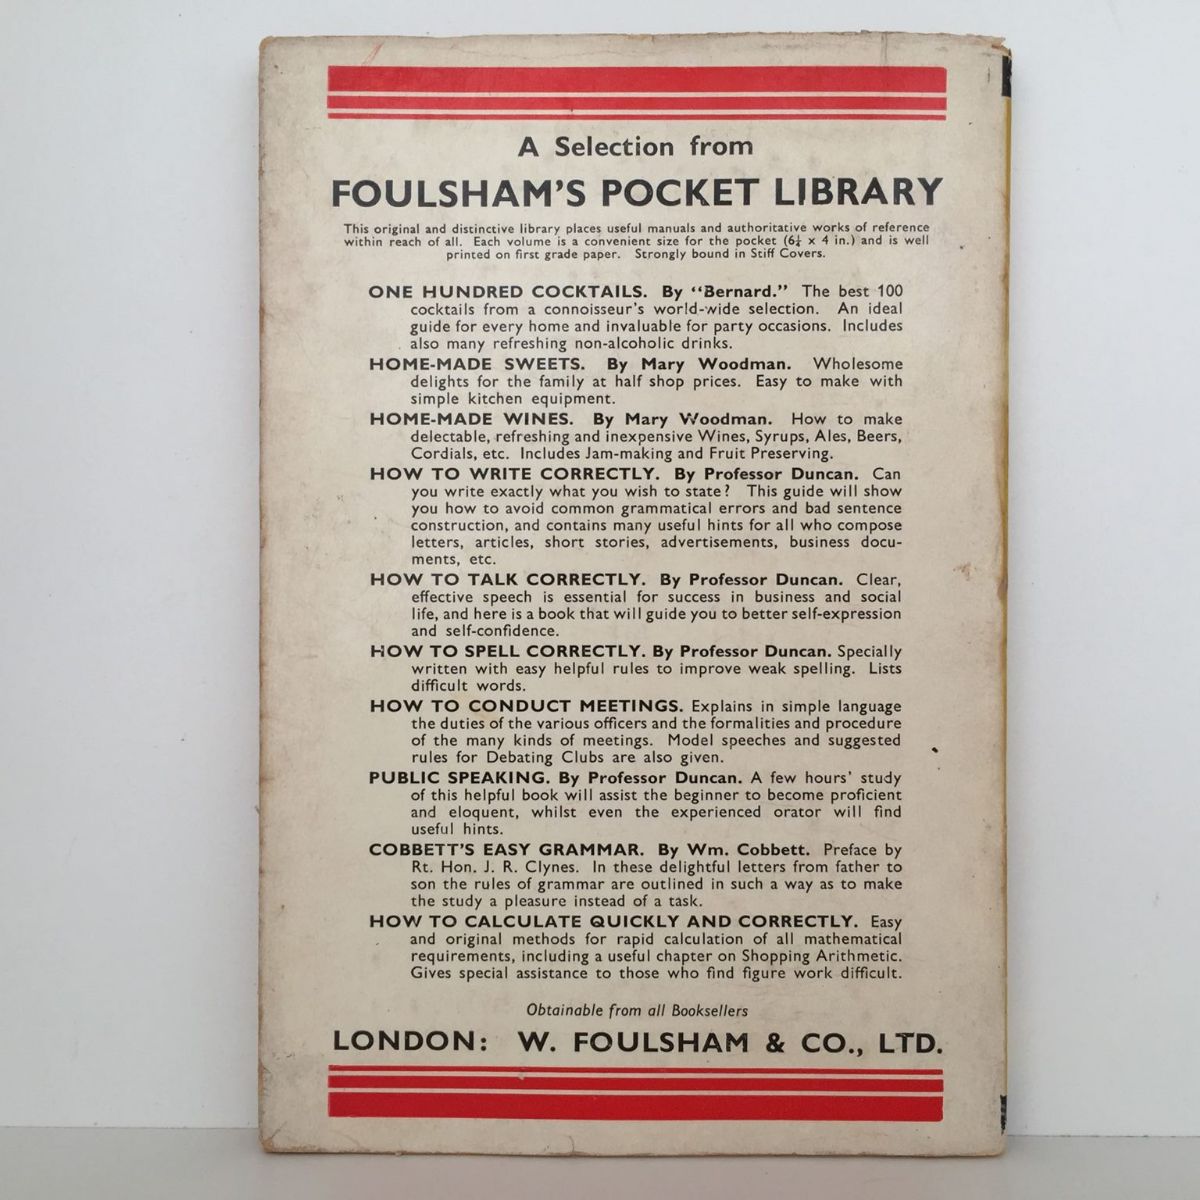 A Selection from
FOULSHAM'S POCKET LIBRARY
This original and distinctive library places useful manuals and authoritative works of reference
within reach of all. Each volume is a convenient size for the pocket (6¼ x 4 in.) and is well
printed on first grade paper. Strongly bound in Stiff Covers.
ONE HUNDRED COCKTAILS. By "Bernard." The best 100
cocktails from a connoisseur's world-wide selection. An ideal
guide for every home and invaluable for party occasions. Includes
also many refreshing non-alcoholic drinks.
HOME-MADE SWEETS. By Mary Woodman. Wholesome
delights for the family at half shop prices. Easy to make with
simple kitchen equipment.
HOME-MADE WINES. By Mary Woodman. How to make
delectable, refreshing and inexpensive Wines, Syrups, Ales, Beers,
Cordials, etc. Includes Jam-making and Fruit Preserving.
HOW TO WRITE CORRECTLY. By Professor Duncan. Can
you write exactly what you wish to state? This guide will show
you how to avoid common grammatical errors and bad sentence
construction, and contains many useful hints for all who compose
letters, articles, short stories, advertisements, business docu-
ments, etc.
HOW TO TALK CORRECTLY. By Professor Duncan. Clear,
effective speech is essential for success in business and social
life, and here is a book that will guide you to better self-expression
and self-confidence.
HOW TO SPELL CORRECTLY. By Professor Duncan. Specially
written with easy helpful rules to improve weak spelling. Lists
difficult words.
HOW TO CONDUCT MEETINGS. Explains in simple language
the duties of the various officers and the formalities and procedure
of the many kinds of meetings. Model speeches and suggested
rules for Debating Clubs are also given.
PUBLIC SPEAKING. By Professor Duncan. A few hours' study
of this helpful book will assist the beginner to become proficient
and eloquent, whilst even the experienced orator will find
useful hints.
COBBETT'S EASY GRAMMAR. By Wm. Cobbett. Preface by
Rt. Hon. J. R. Clynes. In these delightful letters from father to
son the rules of grammar are outlined in such a way as to make
the study a pleasure instead of a task.
HOW TO CALCULATE QUICKLY AND CORRECTLY. Easy
and original methods for rapid calculation of all mathematical
requirements, including a useful chapter on Shopping Arithmetic.
Gives special assistance to those who find figure work difficult.
Obtainable from all Booksellers
LONDON: W. FOULSHAM & CO., LTD.